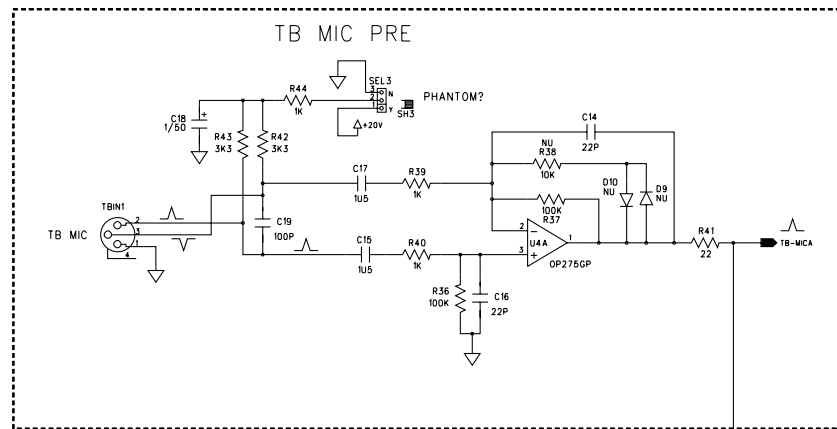 TB MIC PRE
SEL3
3 N
2
1 Y
SH3
PHANTOM?
+20V
R44
1K
C18
1/50
+
R43
3K3
R42
3K3
C14
22P
NU
R38
10K
D10
NU
D9
NU
C17
1U5
R39
1K
100K
R37
TBIN1
TB MIC
2
3
1
4
C19
100P
C15
1U5
R40
1K
2
3
1
U4A
OP275GP
R41
22
TB-MICA
R36
100K
C16
22P